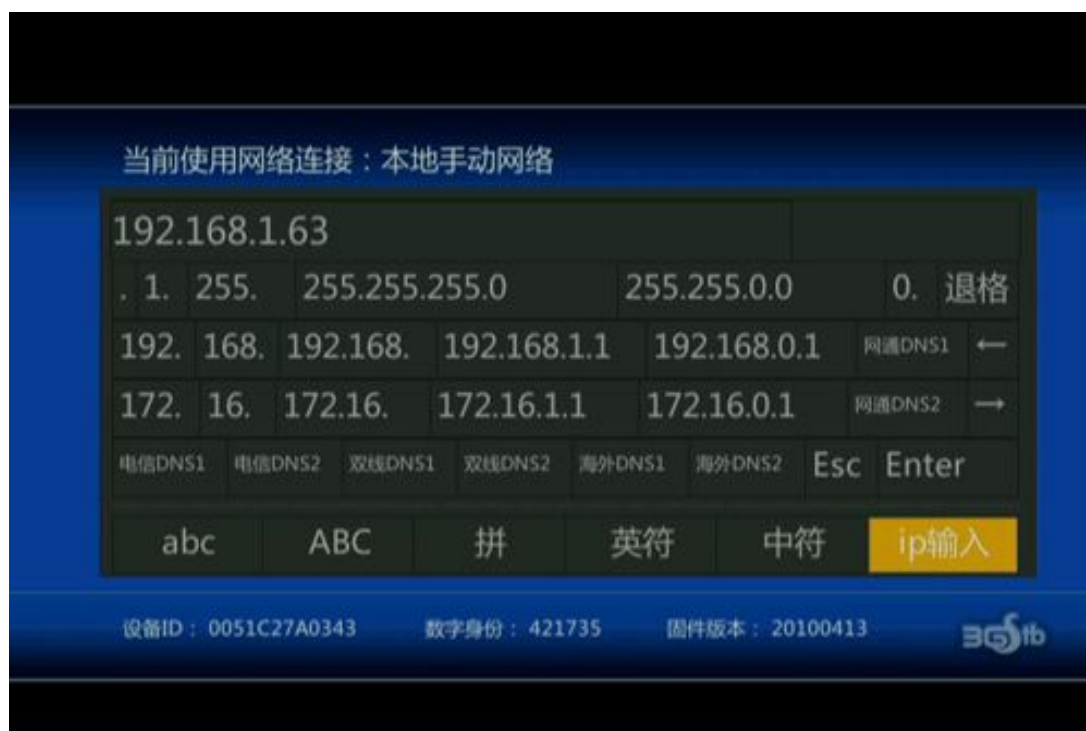 当前使用网络连接：本地手动网络
192.168.1.63
. 1. 255. 255.255.255.0 255.255.0.0 0. 退格
192. 168. 192.168. 192.168.1.1 192.168.0.1 网通DNS1 ←
172. 16. 172.16. 172.16.1.1 172.16.0.1 网通DNS2 →
电信DNS1 电信DNS2 双线DNS1 双线DNS2 海外DNS1 海外DNS2 Esc Enter
abc ABC 拼 英符 中符 ip输入
设备ID： 0051C27A0343 数字身份： 421735 固件版本： 20100413